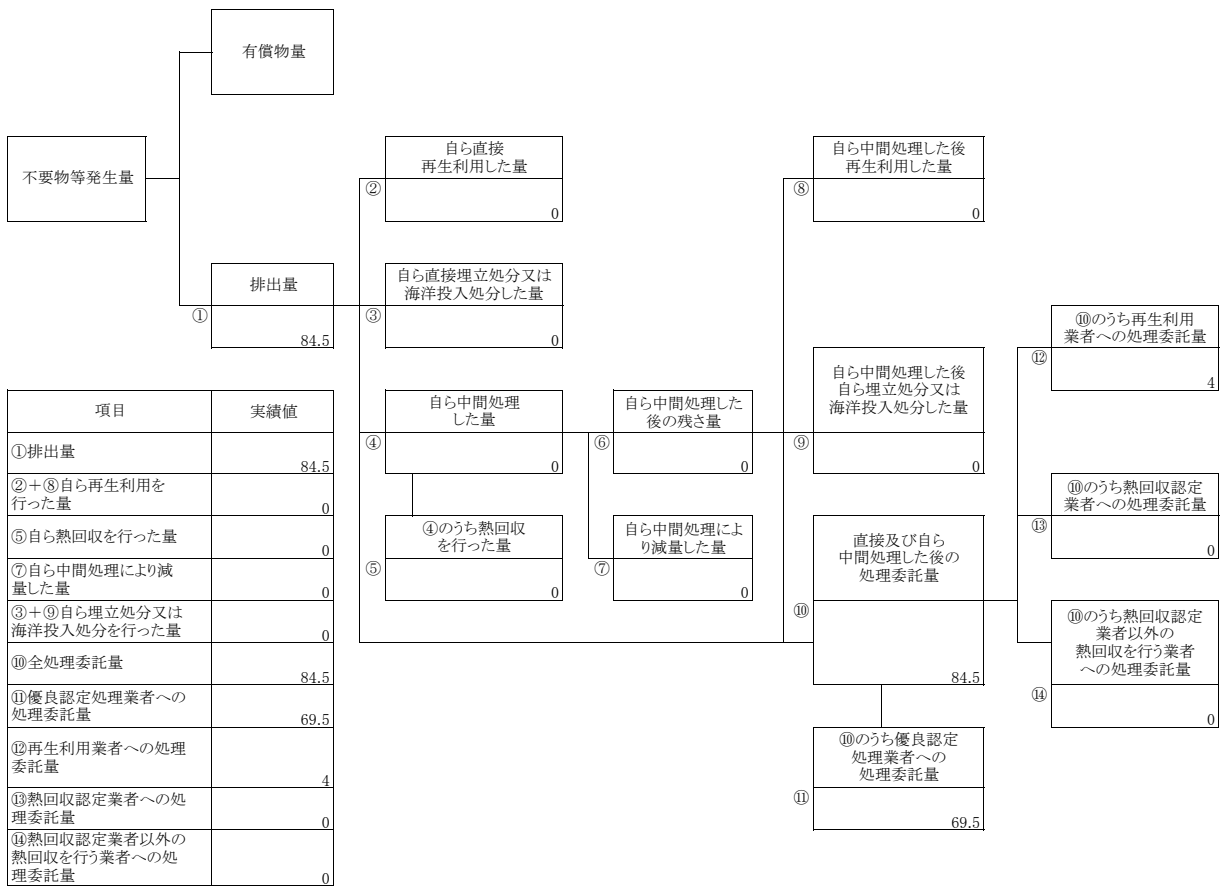 有償物量
不要物等発生量
自ら直接
再生利用した量
②
0
自ら中間処理した後
再生利用した量
⑧
0
排出量
①
84.5
自ら直接埋立処分又は
海洋投入処分した量
③
0
⑩のうち再生利用
業者への処理委託量
⑫
4
自ら中間処理
した量
④
0
自ら中間処理した
後の残さ量
⑥
0
自ら中間処理した後
自ら埋立処分又は
海洋投入処分した量
⑨
0
⑩のうち熱回収認定
業者への処理委託量
⑬
0
④のうち熱回収
を行った量
⑤
0
自ら中間処理によ
り減量した量
⑦
0
直接及び自ら
中間処理した後の
処理委託量
⑩
84.5
⑩のうち熱回収認定
業者以外の
熱回収を行う業者
への処理委託量
⑭
0
⑩のうち優良認定
処理業者への
処理委託量
⑪
69.5
項目 実績値
①排出量
84.5
②+⑧自ら再生利用を
行った量
0
⑤自ら熱回収を行った量
0
⑦自ら中間処理により減
量した量
0
③+⑨自ら埋立処分又は
海洋投入処分を行った量
0
⑩全処理委託量
84.5
⑪優良認定処理業者への
処理委託量
69.5
⑫再生利用業者への処理
委託量
4
⑬熱回収認定業者への処
理委託量
0
⑭熱回収認定業者以外の
熱回収を行う業者への処
理委託量
0